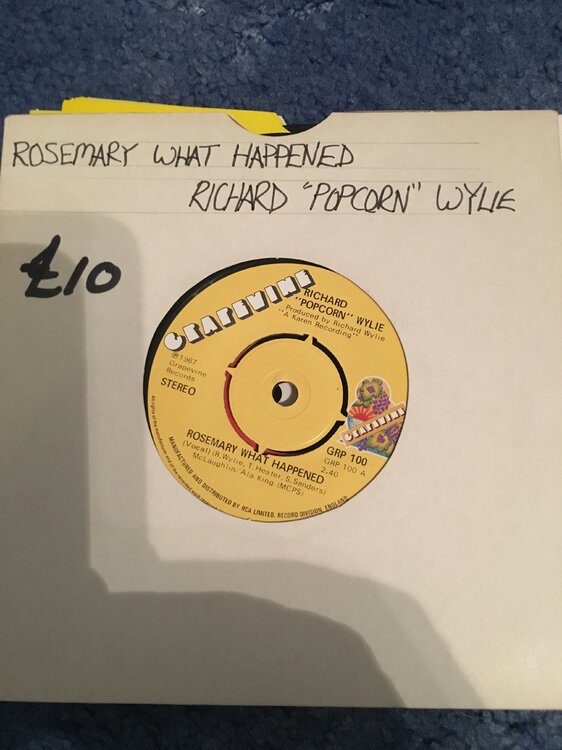 ROSEMARY WHAT HAPPENED
RICHARD "POPCORN" WYLIE
£10
GRAPEVINE
RICHARD
"POPCORN" WYLIE
Produced by Richard Wylie
"A Karen Recording"
℗1967
Grapevine
Records
STEREO
GRAPEVINE
GRP 100
GRP 100 A
2.40
ROSEMARY WHAT HAPPENED
(Vocal)(R.Wylie, T.Hester, S.Sanders)
McLaughlin/Ala King (MCPS)
MANUFACTURED AND DISTRIBUTED BY RCA LIMITED, RECORD DIVISION, ENGLAND